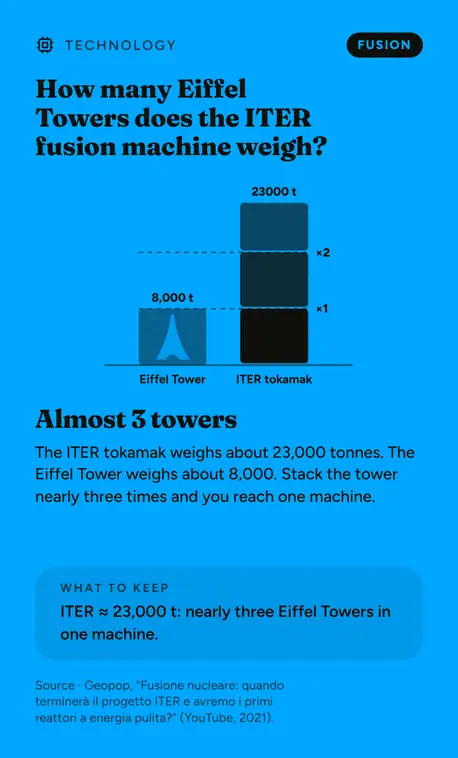 TECHNOLOGY
FUSION
How many Eiffel
Towers does the ITER
fusion machine weigh?
23000 t
×2
8,000 t
×1
Eiffel Tower
ITER tokamak
Almost 3 towers
The ITER tokamak weighs about 23,000 tonnes. The
Eiffel Tower weighs about 8,000. Stack the tower
nearly three times and you reach one machine.
WHAT TO KEEP
ITER ≈ 23,000 t: nearly three Eiffel Towers in
one machine.
Source · Geopop, "Fusione nucleare: quando
terminerà il progetto ITER e avremo i primi
reattori a energia pulita?" (YouTube, 2021).